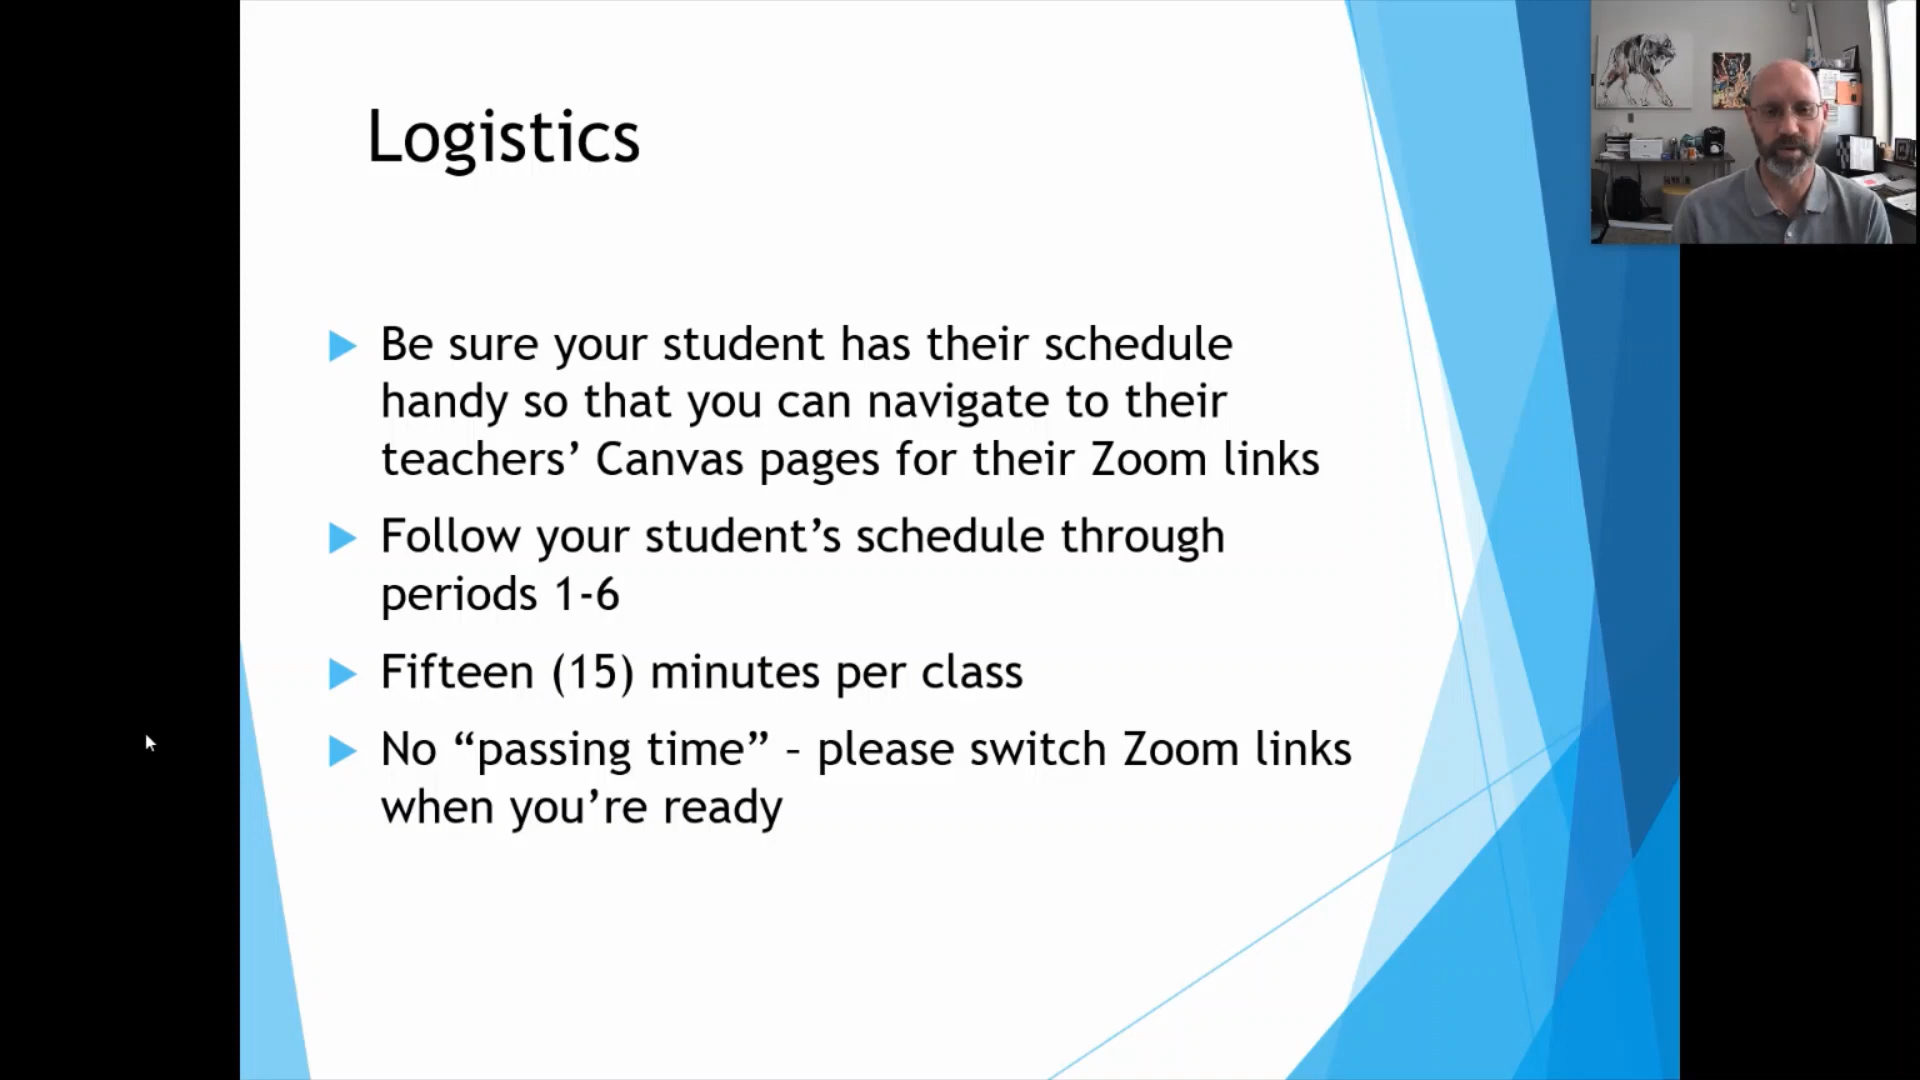 Logistics
Be sure your student has their schedule
handy so that you can navigate to their
teachers’ Canvas pages for their Zoom links
Follow your student’s schedule through
periods 1-6
Fifteen (15) minutes per class
No “passing time” – please switch Zoom links
when you’re ready